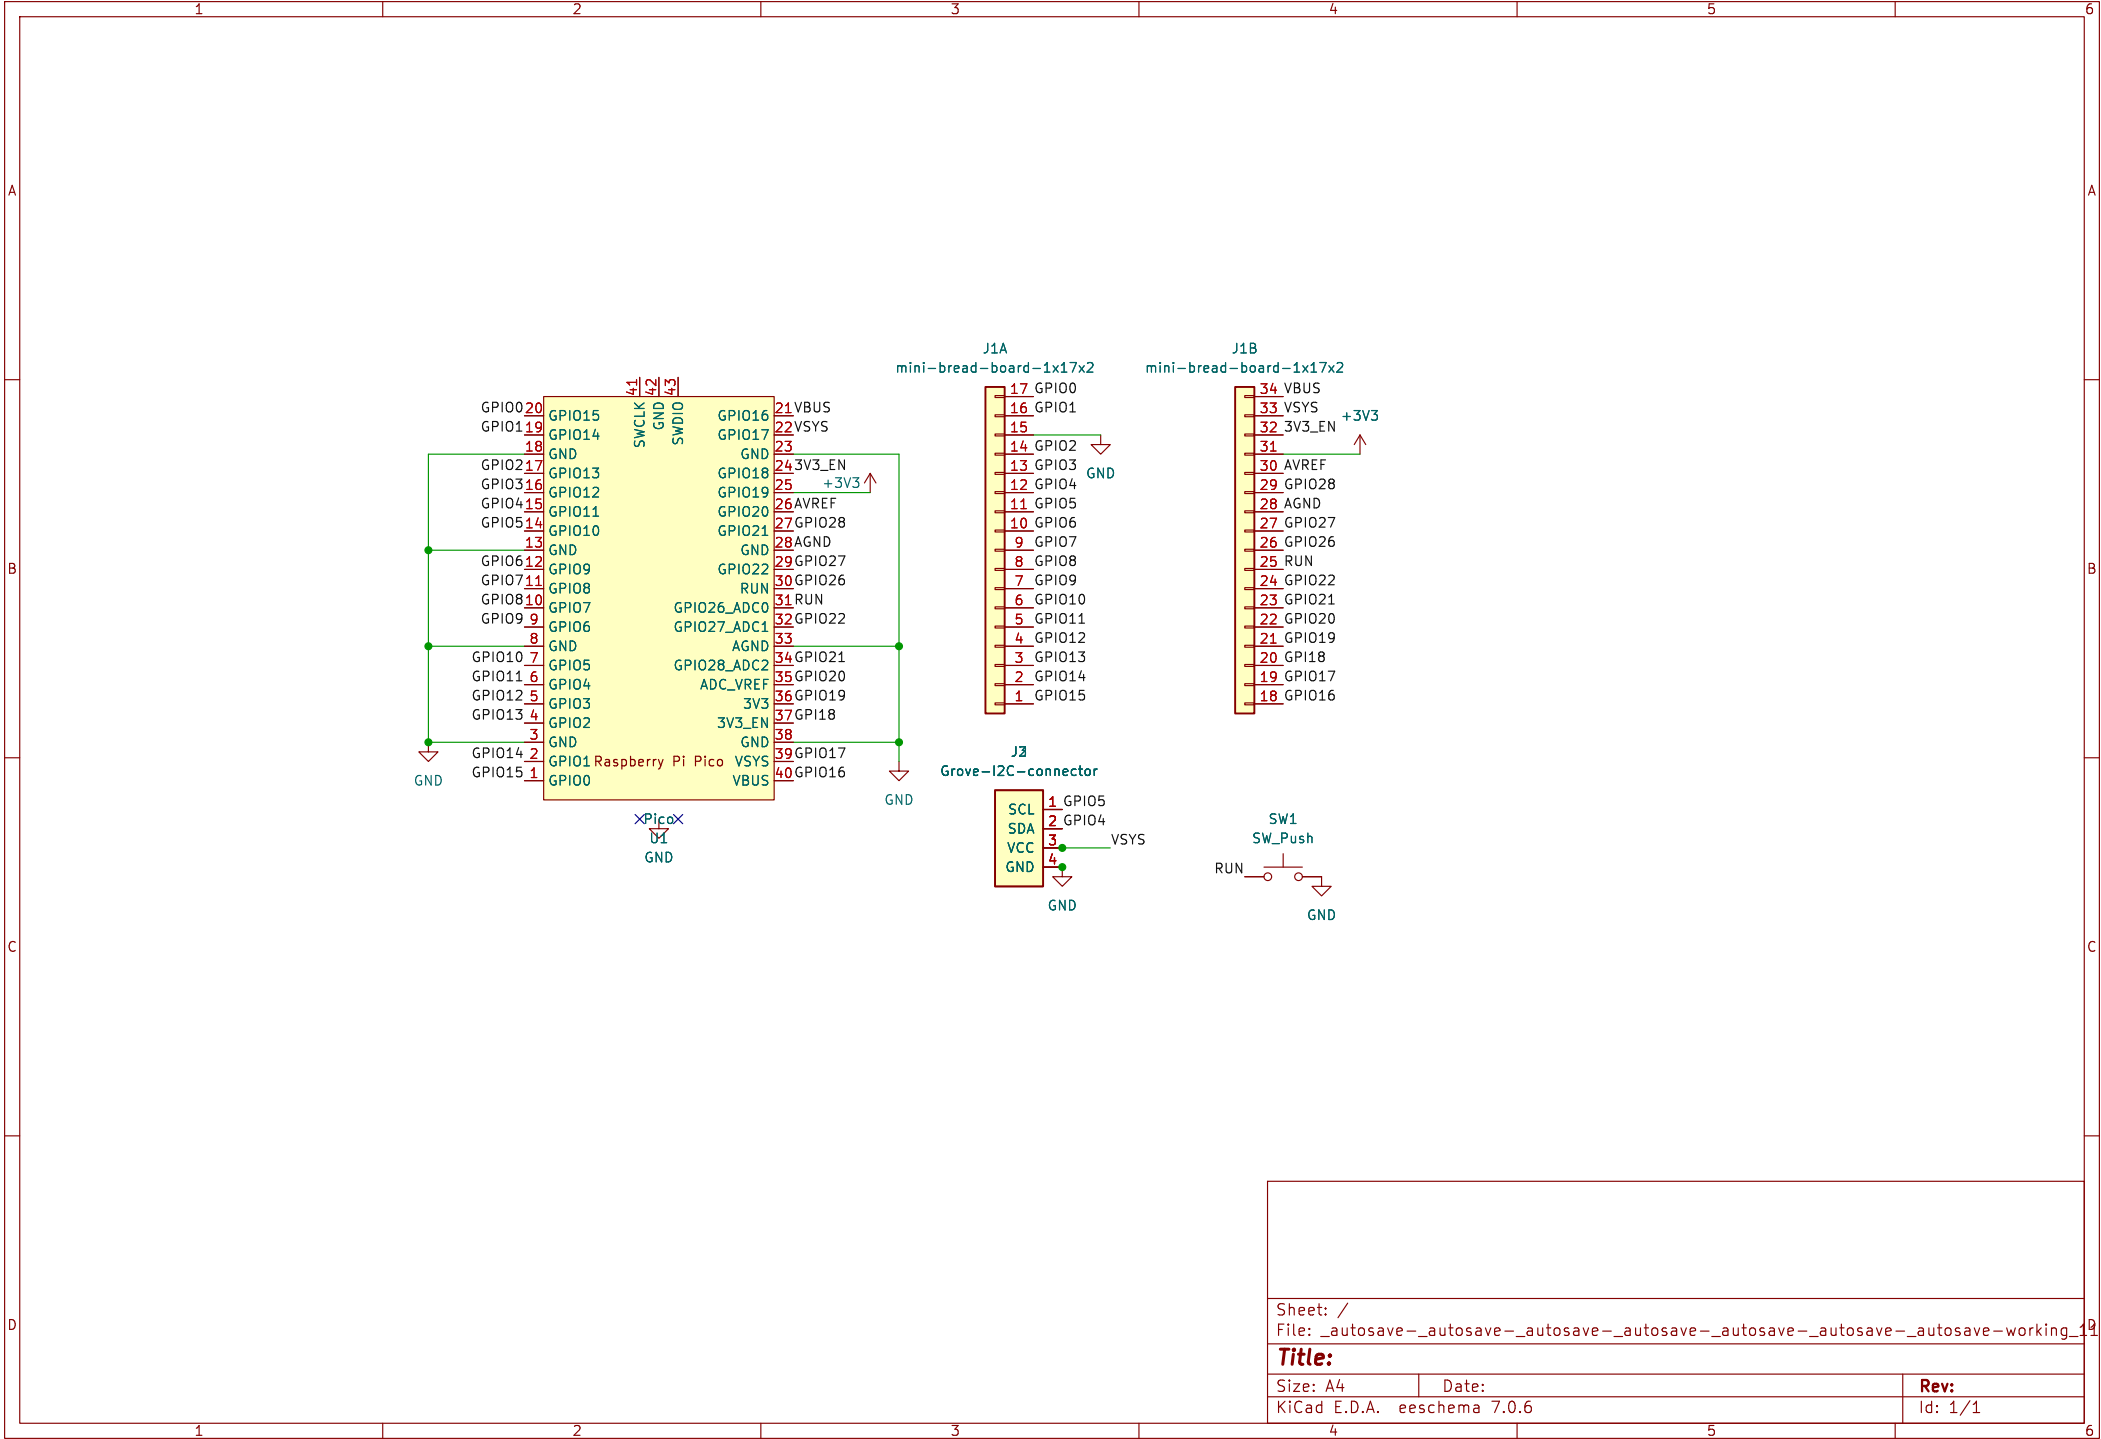 1 2 3 4 5 6
A
B
C
D
A
B
C
D
GPIO0 20 GPIO15
GPIO1 19 GPIO14
18 GND
GPIO2 17 GPIO13
GPIO3 16 GPIO12
GPIO4 15 GPIO11
GPIO5 14 GPIO10
13 GND
GPIO6 12 GPIO9
GPIO7 11 GPIO8
GPIO8 10 GPIO7
GPIO9 9 GPIO6
8 GND
GPIO10 7 GPIO5
GPIO11 6 GPIO4
GPIO12 5 GPIO3
GPIO13 4 GPIO2
3 GND
GPIO14 2 GPIO1
GPIO15 1 GPIO0
GND
41 42 43
SWCLK GND SWDIO
Raspberry Pi Pico
GPIO16 21 VBUS
GPIO17 22 VSYS
GND 23
GPIO18 24 3V3_EN
GPIO19 25 +3V3
GPIO20 26 AVREF
GPIO21 27 GPIO28
GND 28 AGND
GPIO22 29 GPIO27
RUN 30 GPIO26
GPIO26_ADC0 31 RUN
GPIO27_ADC1 32 GPIO22
AGND 33
GPIO28_ADC2 34 GPIO21
ADC_VREF 35 GPIO20
3V3 36 GPIO19
3V3_EN 37 GPI18
GND 38
VSYS 39 GPIO17
VBUS 40 GPIO16
GND
Pico
U1
GND
J1A
mini-bread-board-1x17x2
17 GPIO0
16 GPIO1
15
GND
14 GPIO2
13 GPIO3
12 GPIO4
11 GPIO5
10 GPIO6
9 GPIO7
8 GPIO8
7 GPIO9
6 GPIO10
5 GPIO11
4 GPIO12
3 GPIO13
2 GPIO14
1 GPIO15
J1B
mini-bread-board-1x17x2
34 VBUS
33 VSYS
+3V3
32 3V3_EN
31
30 AVREF
29 GPIO28
28 AGND
27 GPIO27
26 GPIO26
25 RUN
24 GPIO22
23 GPIO21
22 GPIO20
21 GPIO19
20 GPI18
19 GPIO17
18 GPIO16
Grove-I2C-connector
SCL 1 GPIO5
SDA 2 GPIO4
VCC 3 VSYS
GND 4
GND
SW1
SW_Push
RUN
GND
Sheet: /
File: _autosave-_autosave-_autosave-_autosave-_autosave-_autosave-_autosave-working_11
Title:
Size: A4 Date: Rev:
KiCad E.D.A. eeschema 7.0.6 Id: 1/1
1 2 3 4 5 6